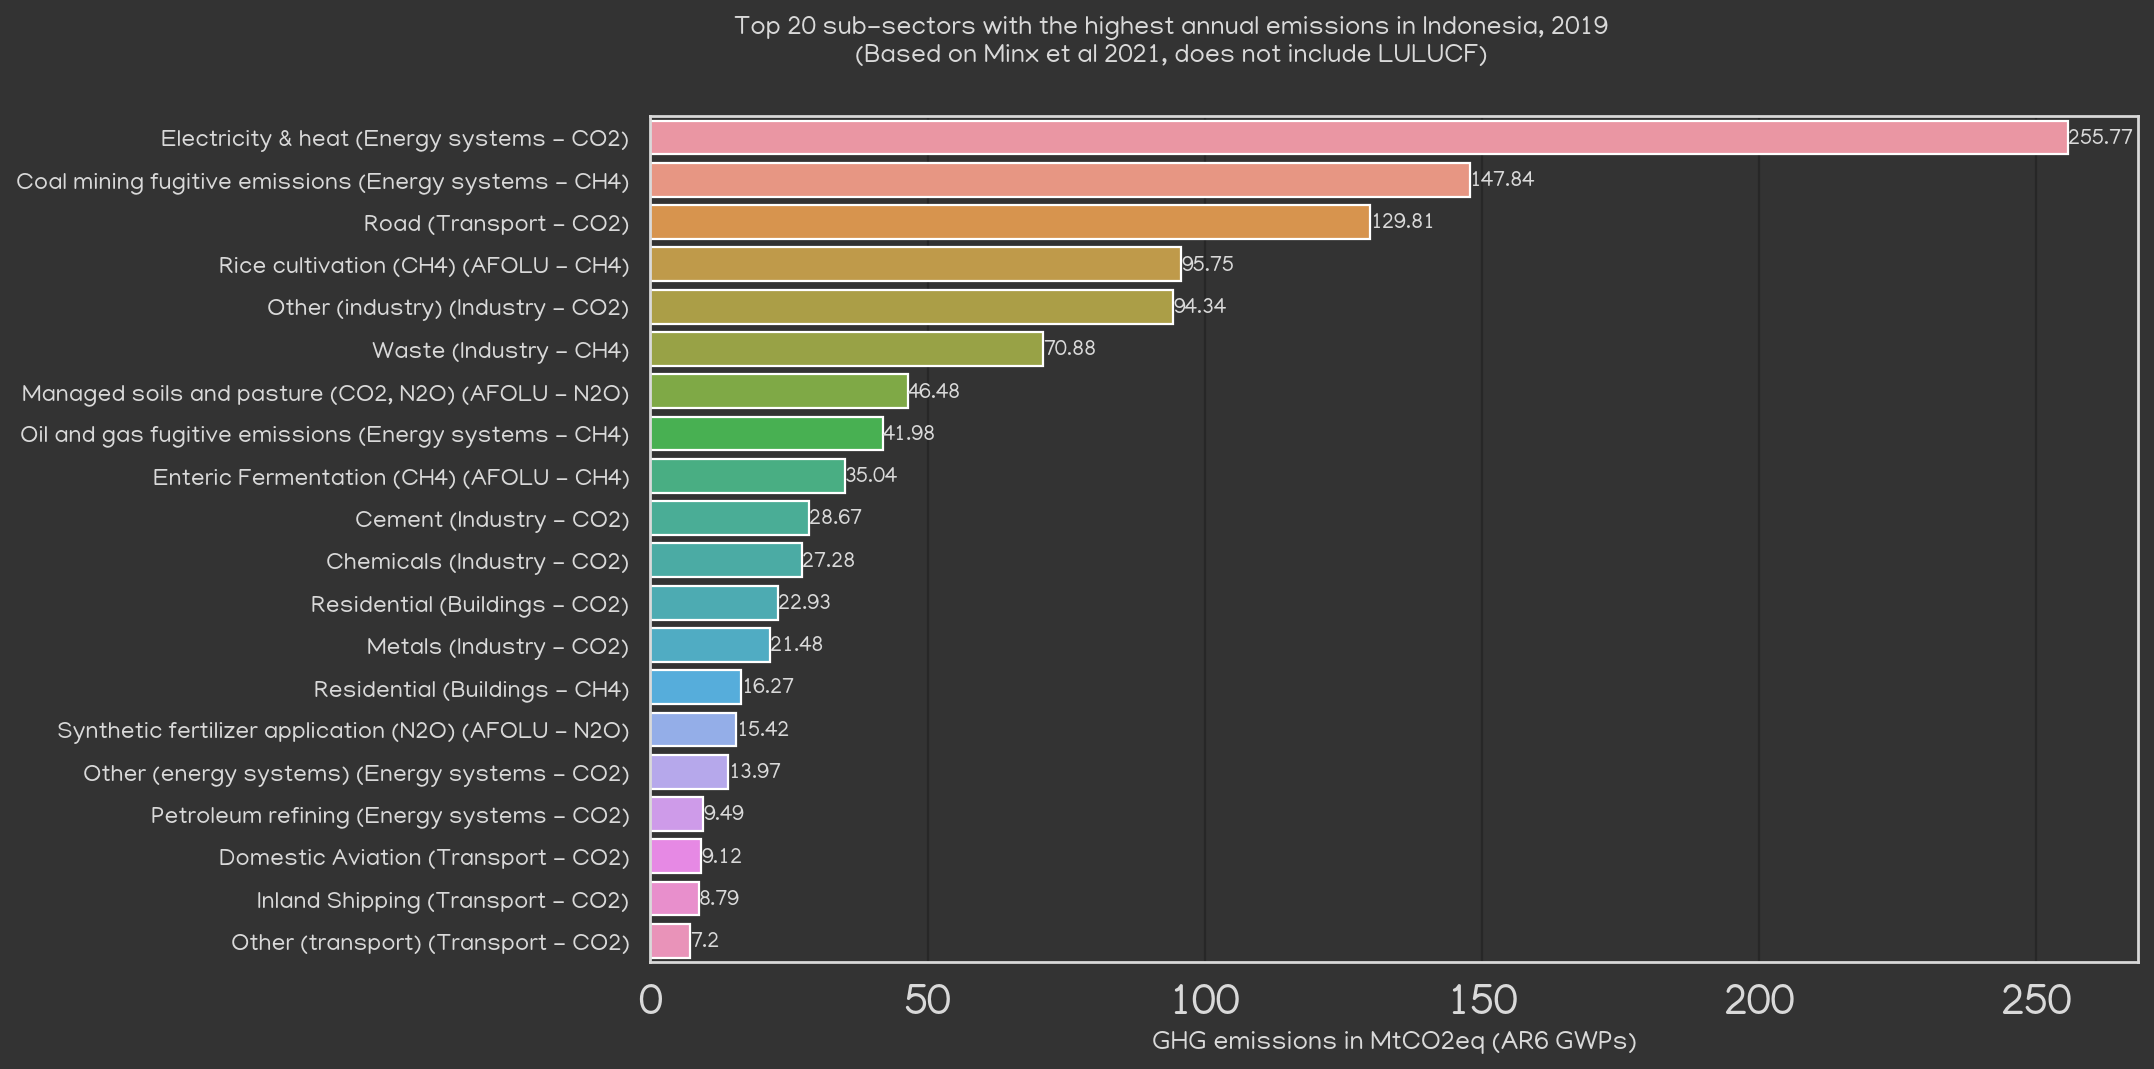 Top 20 sub-sectors with the highest annual emissions in Indonesia, 2019
(Based on Minx et al 2021, does not include LULUCF)
Electricity & heat (Energy systems - CO2) 255.77
Coal mining fugitive emissions (Energy systems - CH4) 147.84
Road (Transport - CO2) 129.81
Rice cultivation (CH4) (AFOLU - CH4) 95.75
Other (industry) (Industry - CO2) 94.34
Waste (Industry - CH4) 70.88
Managed soils and pasture (CO2, N2O) (AFOLU - N2O) 46.48
Oil and gas fugitive emissions (Energy systems - CH4) 41.98
Enteric Fermentation (CH4) (AFOLU - CH4) 35.04
Cement (Industry - CO2) 28.67
Chemicals (Industry - CO2) 27.28
Residential (Buildings - CO2) 22.93
Metals (Industry - CO2) 21.48
Residential (Buildings - CH4) 16.27
Synthetic fertilizer application (N2O) (AFOLU - N2O) 15.42
Other (energy systems) (Energy systems - CO2) 13.97
Petroleum refining (Energy systems - CO2) 9.49
Domestic Aviation (Transport - CO2) 9.12
Inland Shipping (Transport - CO2) 8.79
Other (transport) (Transport - CO2) 7.2
0 50 100 150 200 250
GHG emissions in MtCO2eq (AR6 GWPs)